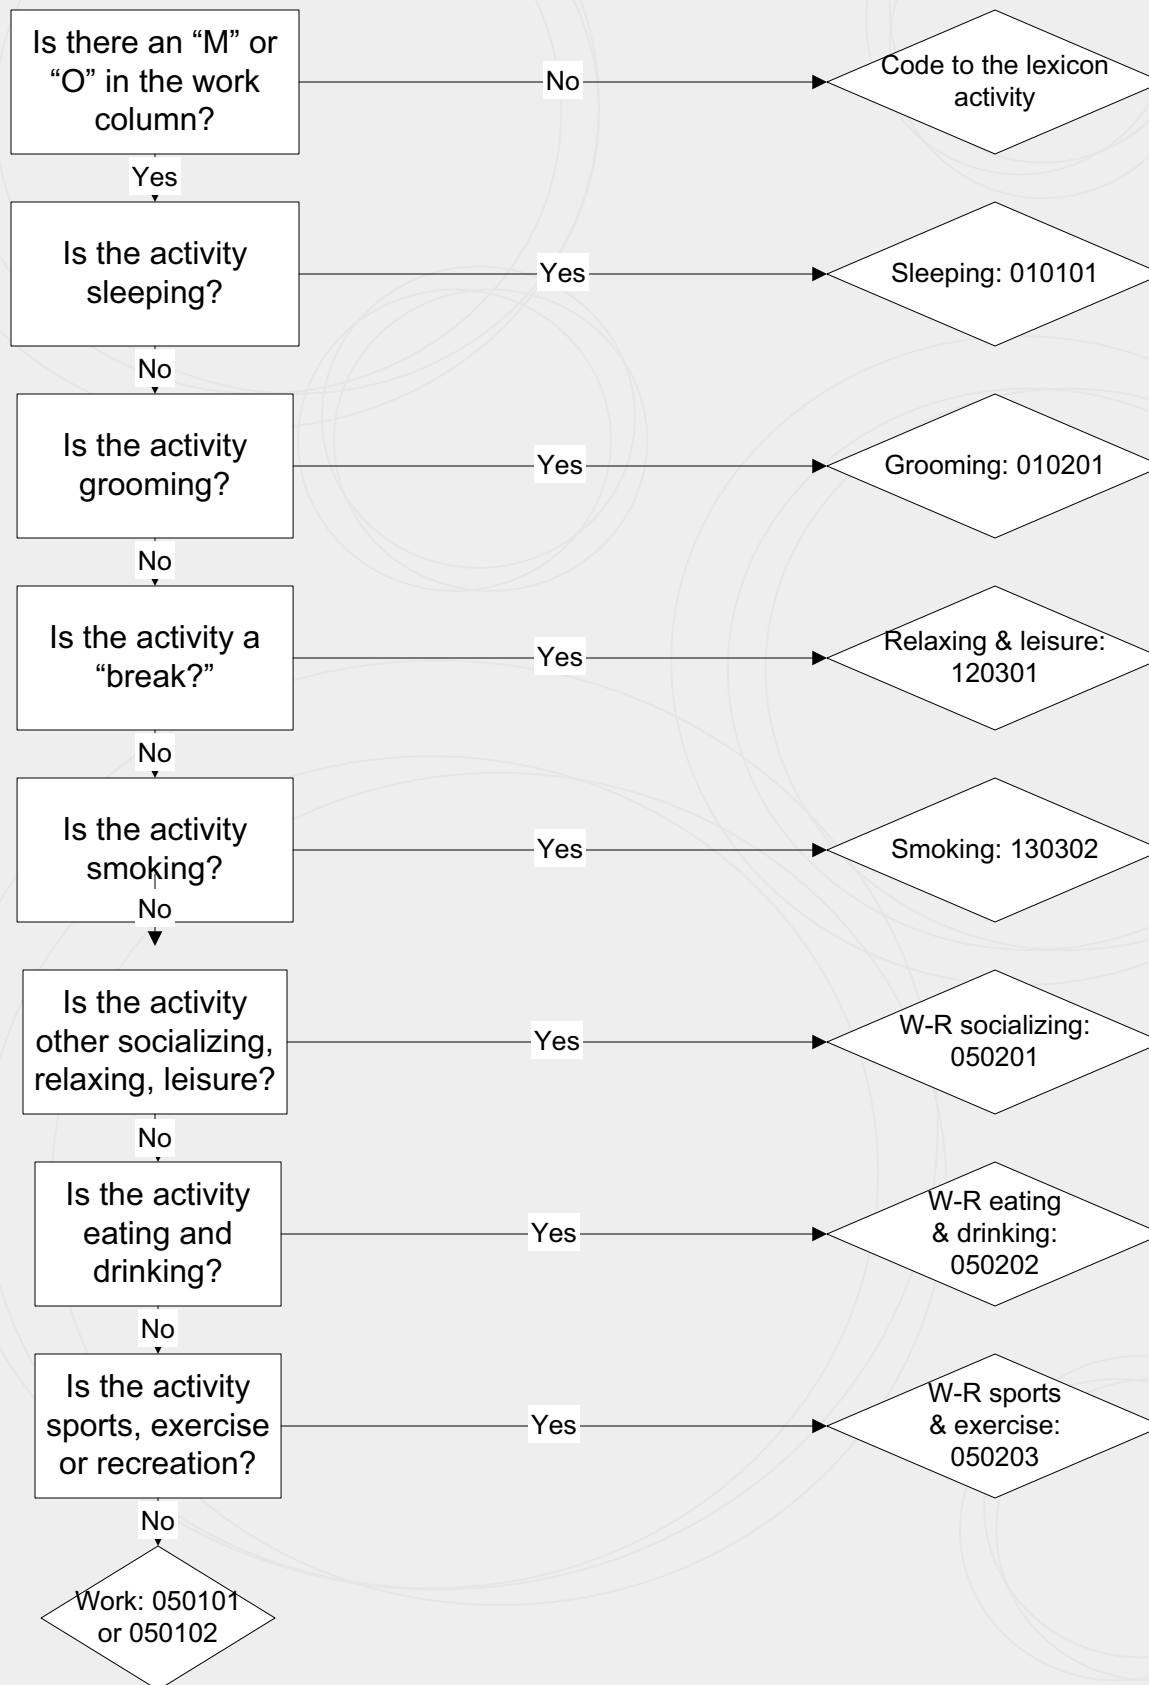 Is there an “M” or
“O” in the work
column?
No
Code to the lexicon
activity
Yes
Is the activity
sleeping?
Yes
Sleeping: 010101
No
Is the activity
grooming?
Yes
Grooming: 010201
No
Is the activity a
“break?”
Yes
Relaxing & leisure:
120301
No
Is the activity
smoking?
Yes
Smoking: 130302
No
Is the activity
other socializing,
relaxing, leisure?
Yes
W-R socializing:
050201
No
Is the activity
eating and
drinking?
Yes
W-R eating
& drinking:
050202
No
Is the activity
sports, exercise
or recreation?
Yes
W-R sports
& exercise:
050203
No
Work: 050101
or 050102